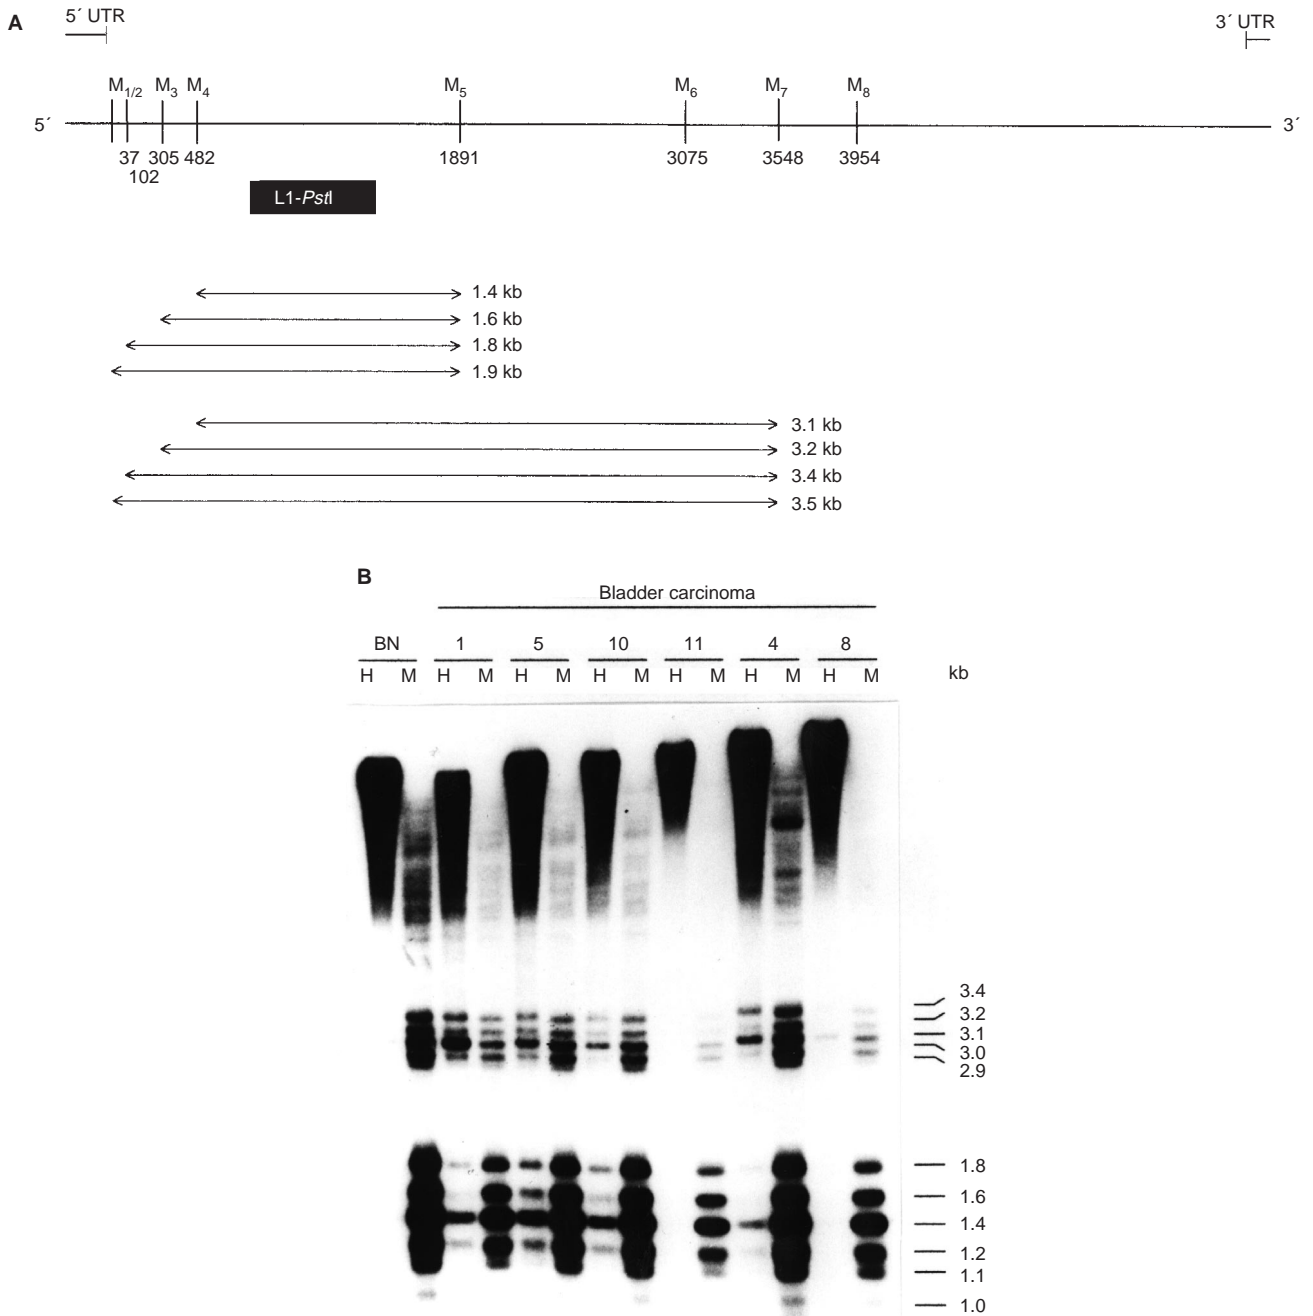 A
5´ UTR
3´ UTR
M1/2 M3 M4 M5 M6 M7 M8
5´ 3´
37 305 482 1891 3075 3548 3954
102
L1-PstI
1.4 kb
1.6 kb
1.8 kb
1.9 kb
3.1 kb
3.2 kb
3.4 kb
3.5 kb
B
Bladder carcinoma
BN 1 5 10 11 4 8
H M H M H M H M H M H M H M kb
3.4
3.2
3.1
3.0
2.9
1.8
1.6
1.4
1.2
1.1
1.0